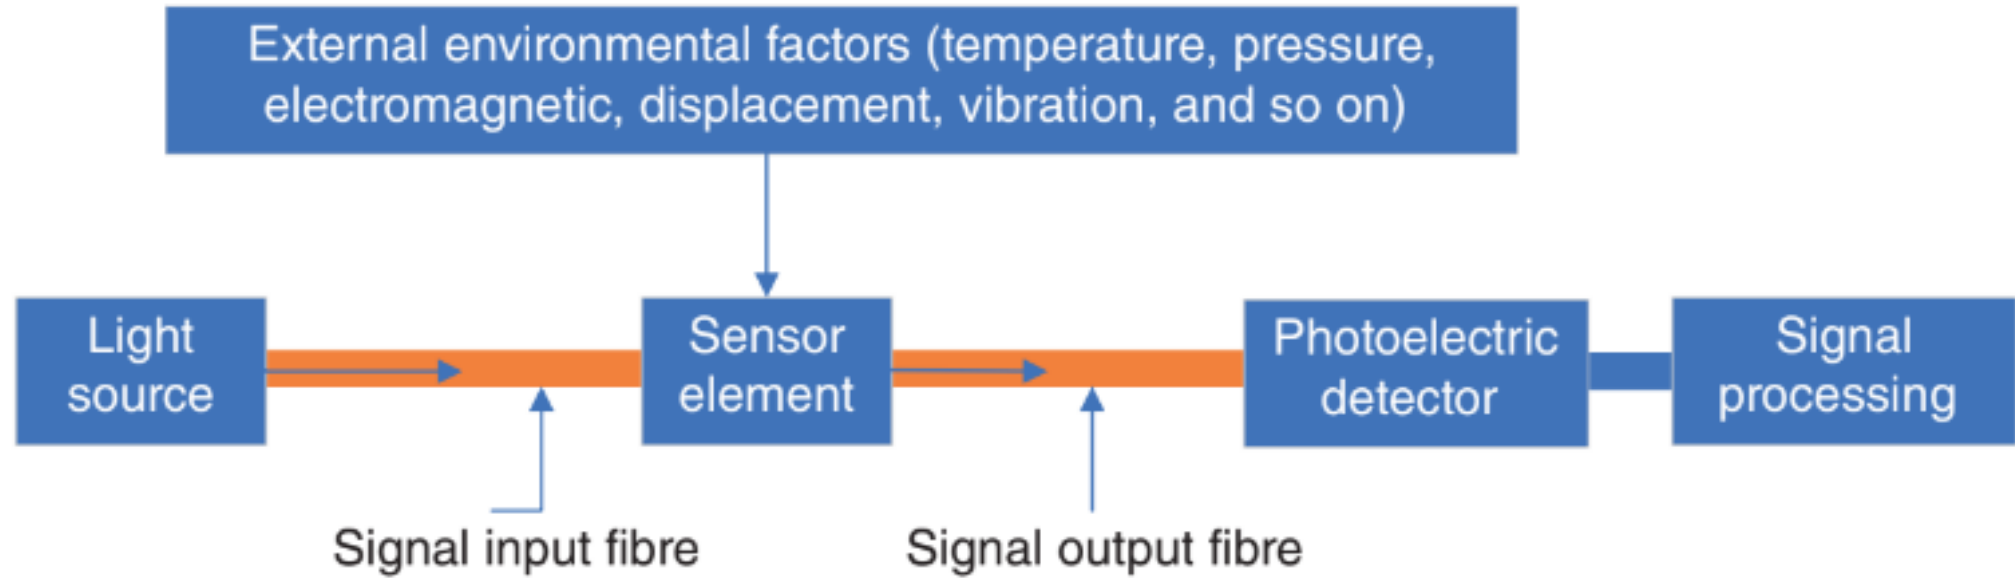 External environmental factors (temperature, pressure,
electromagnetic, displacement, vibration, and so on)
Light
source
Sensor
element
Photoelectric
detector
Signal
processing
Signal input fibre
Signal output fibre